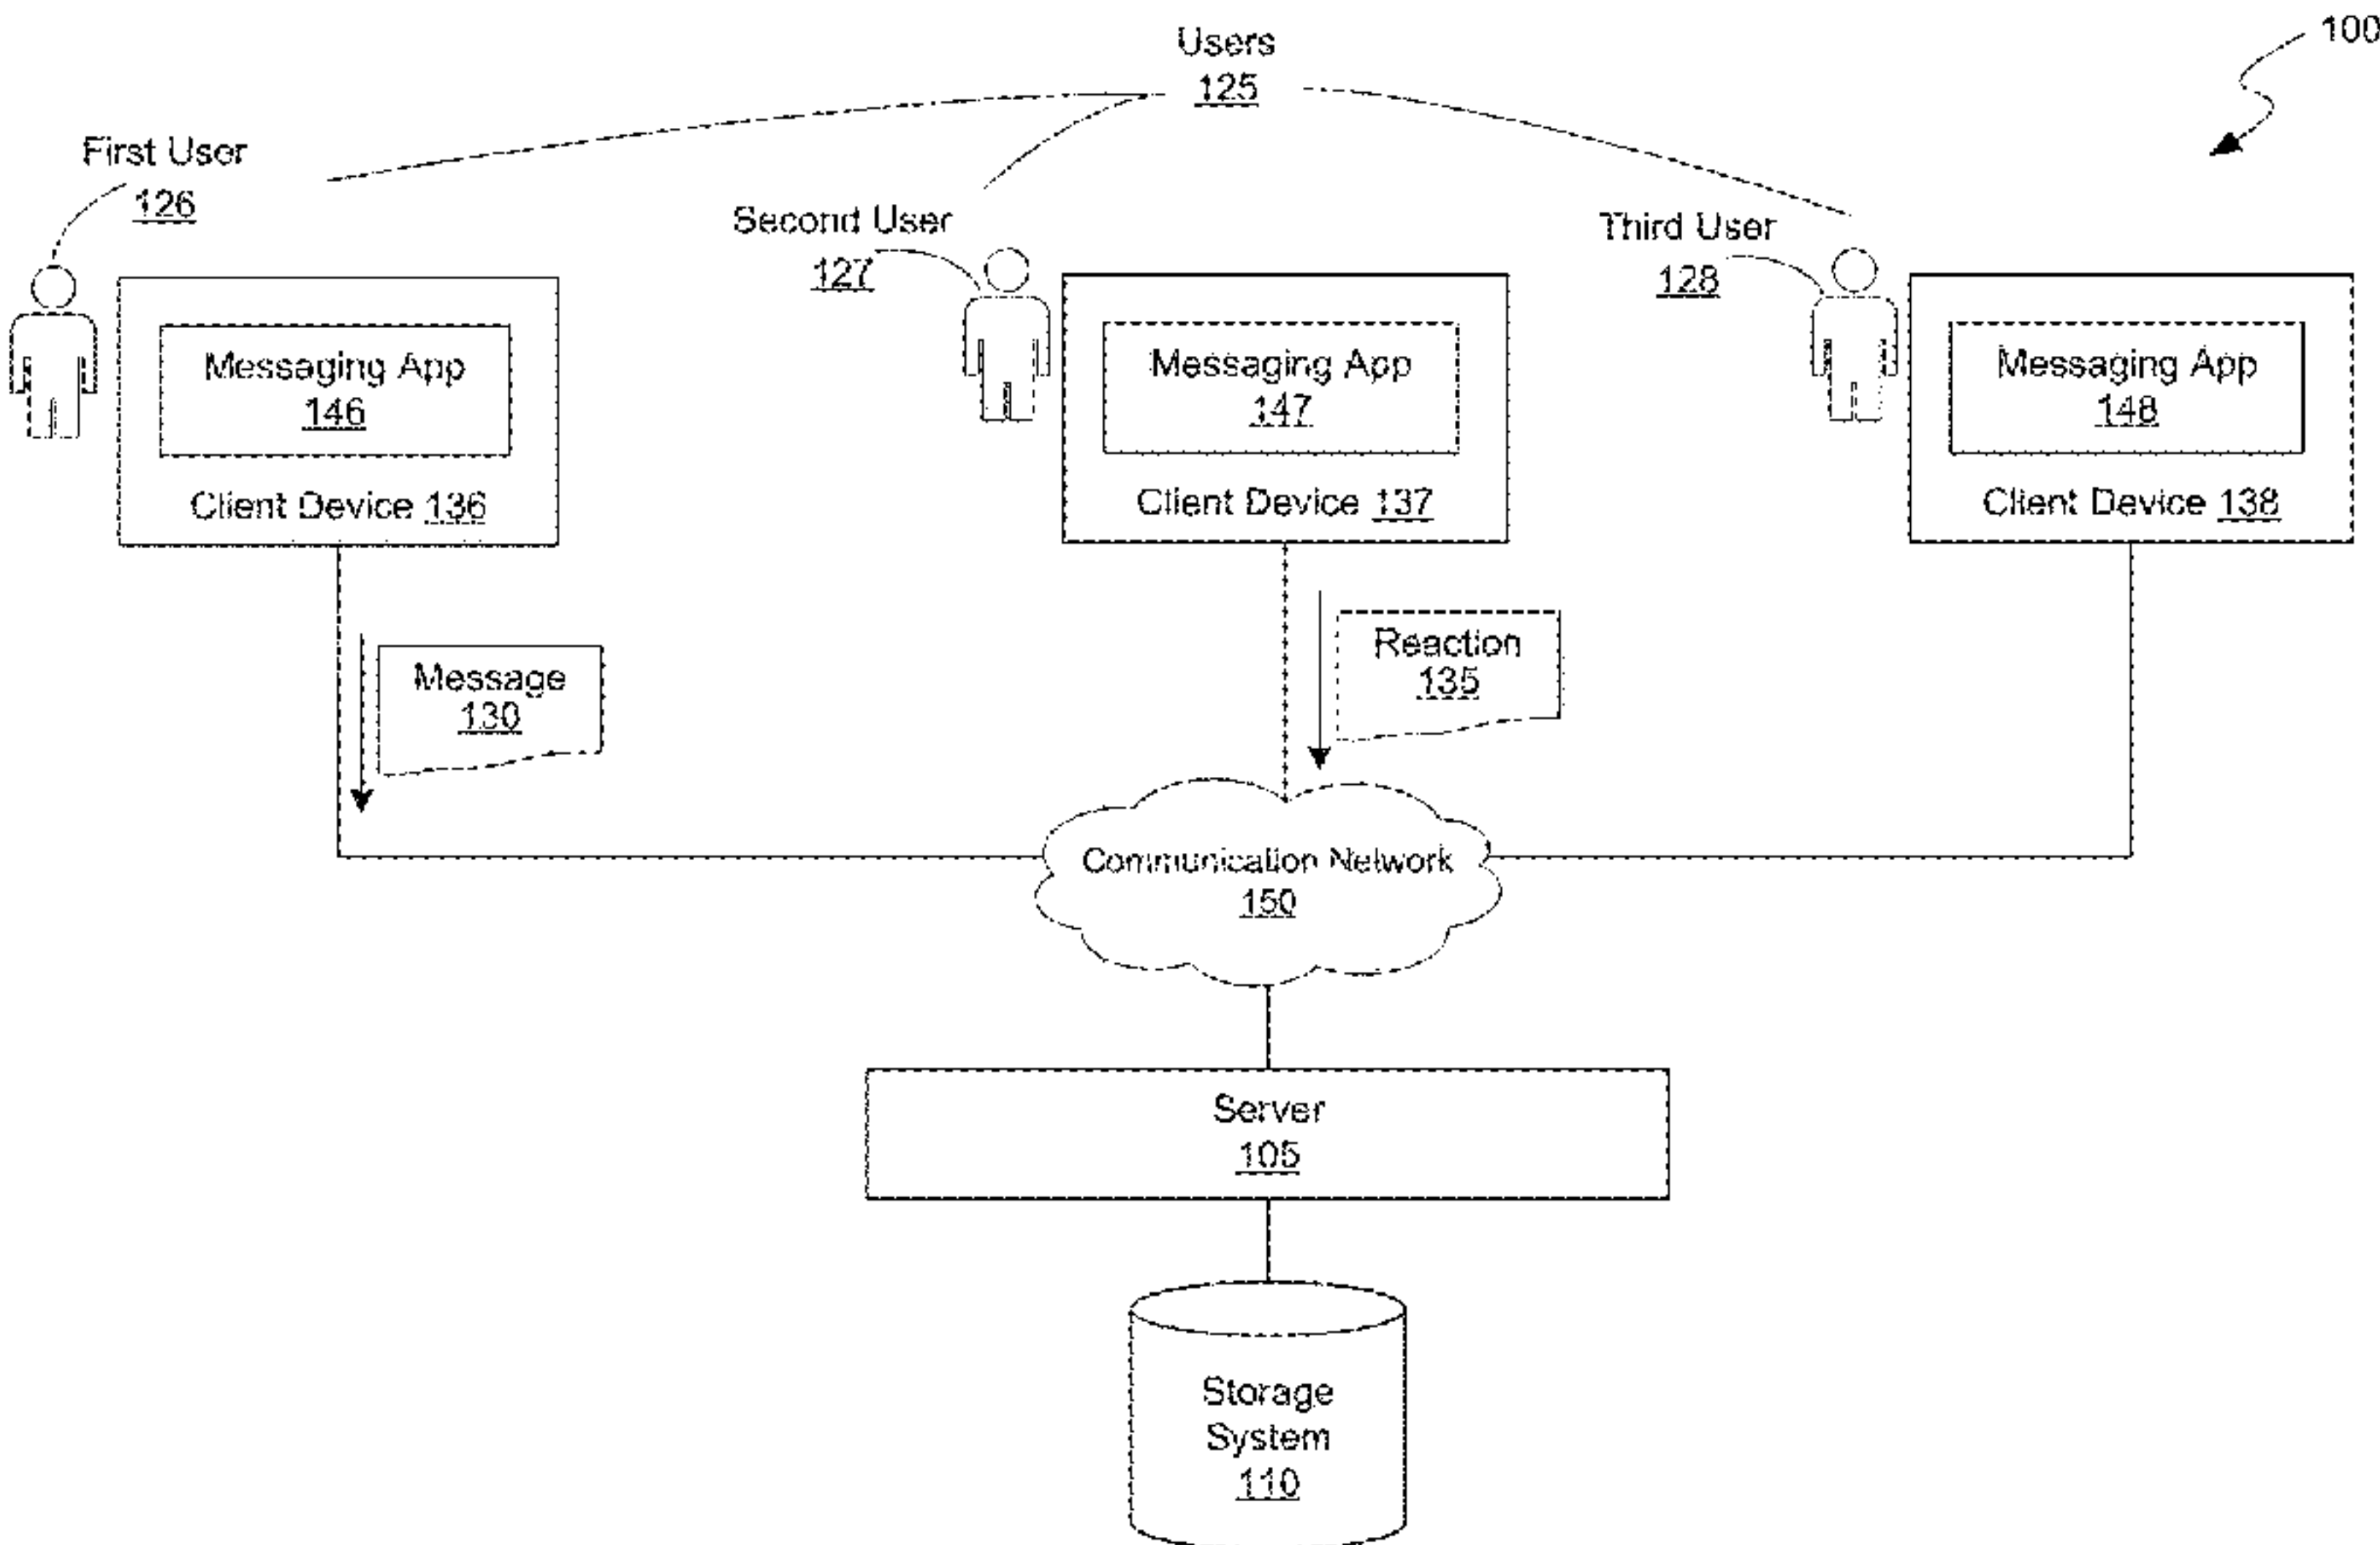 100
Users
125
First User
126
Second User
127
Third User
128
Messaging App
146
Client Device 136
Messaging App
147
Client Device 137
Messaging App
148
Client Device 138
Message
130
Reaction
135
Communication Network
150
Server
105
Storage
System
110